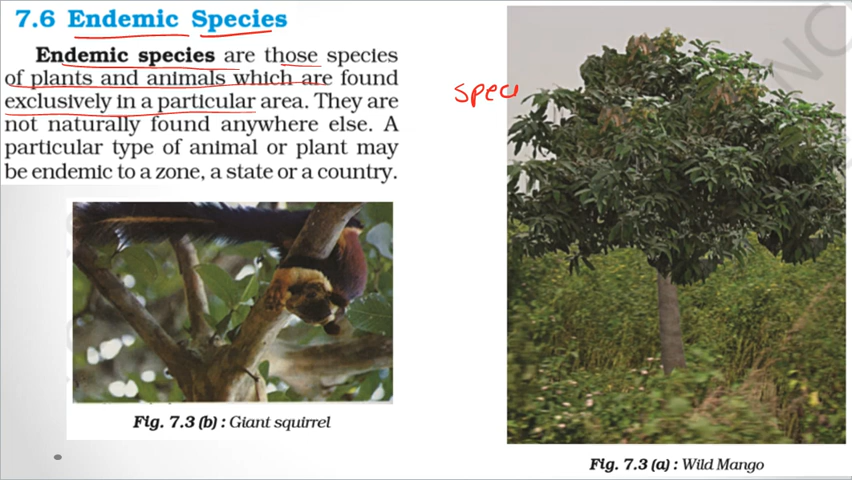 7.6 Endemic Species
Endemic species are those species
of plants and animals which are found
exclusively in a particular area. They are
not naturally found anywhere else. A
particular type of animal or plant may
be endemic to a zone, a state or a country.
speci
Fig. 7.3 (b) : Giant squirrel
Fig. 7.3 (a) : Wild Mango